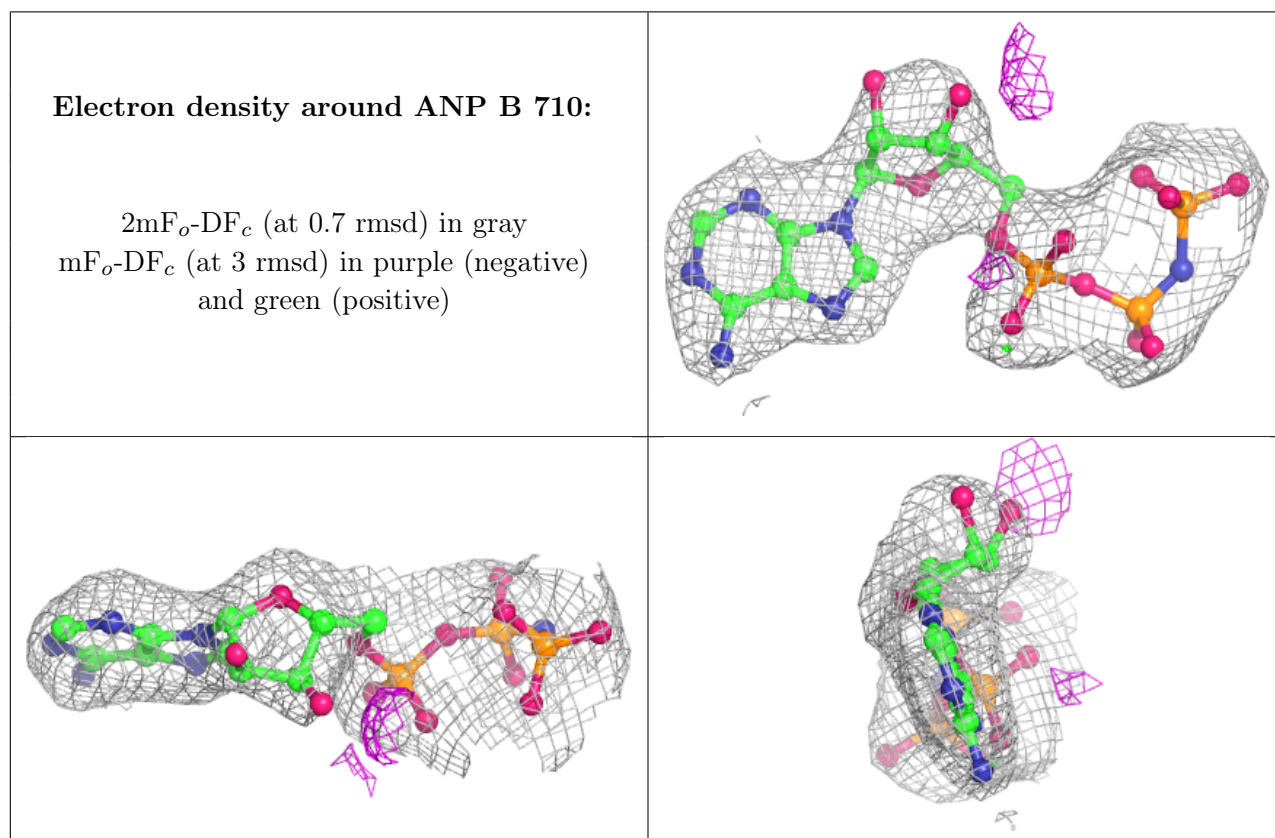 Electron density around ANP B 710:
2mFo-DFc (at 0.7 rmsd) in gray
mFo-DFc (at 3 rmsd) in purple (negative)
and green (positive)